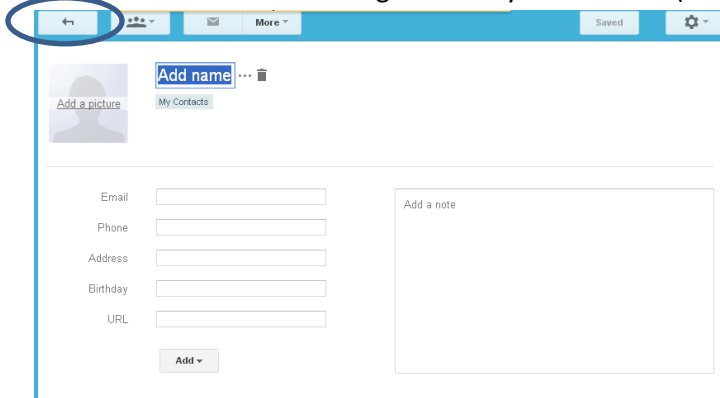 More
Saved
Add name ...
Add a picture
My Contacts
Email
Add a note
Phone
Address
Birthday
URL
Add